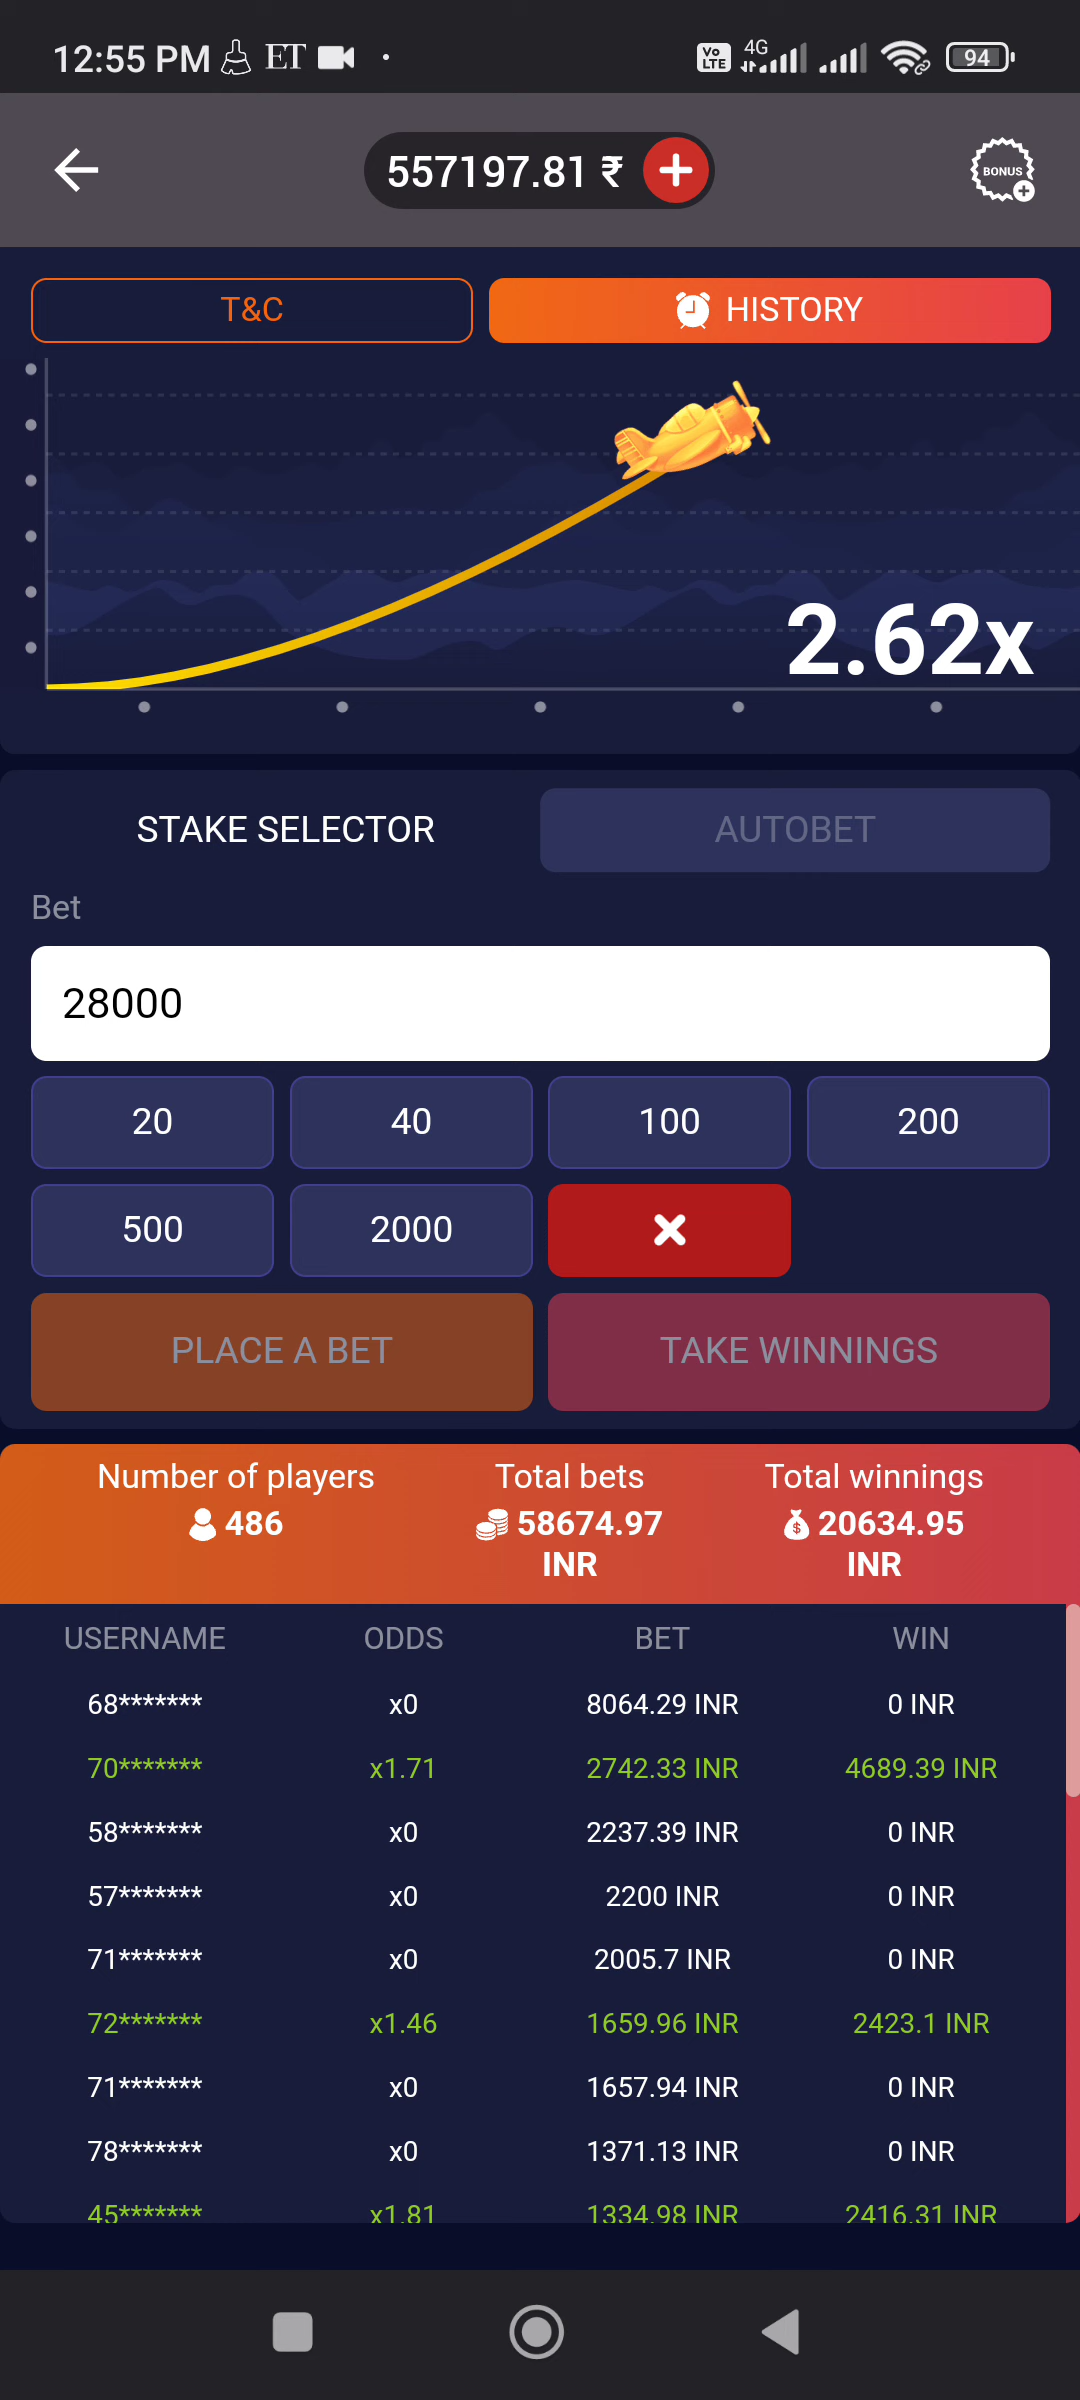 12:55 PM ET
Vo LTE 4G 94
557197.81 ₹
BONUS
T&C
HISTORY
2.62x
STAKE SELECTOR
AUTOBET
Bet
28000
20 40 100 200
500 2000
PLACE A BET
TAKE WINNINGS
Number of players Total bets Total winnings
486 58674.97 20634.95
INR INR
USERNAME ODDS BET WIN
68******* x0 8064.29 INR 0 INR
70******* x1.71 2742.33 INR 4689.39 INR
58******* x0 2237.39 INR 0 INR
57******* x0 2200 INR 0 INR
71******* x0 2005.7 INR 0 INR
72******* x1.46 1659.96 INR 2423.1 INR
71******* x0 1657.94 INR 0 INR
78******* x0 1371.13 INR 0 INR
45******* x1.81 1334.98 INR 2416.31 INR